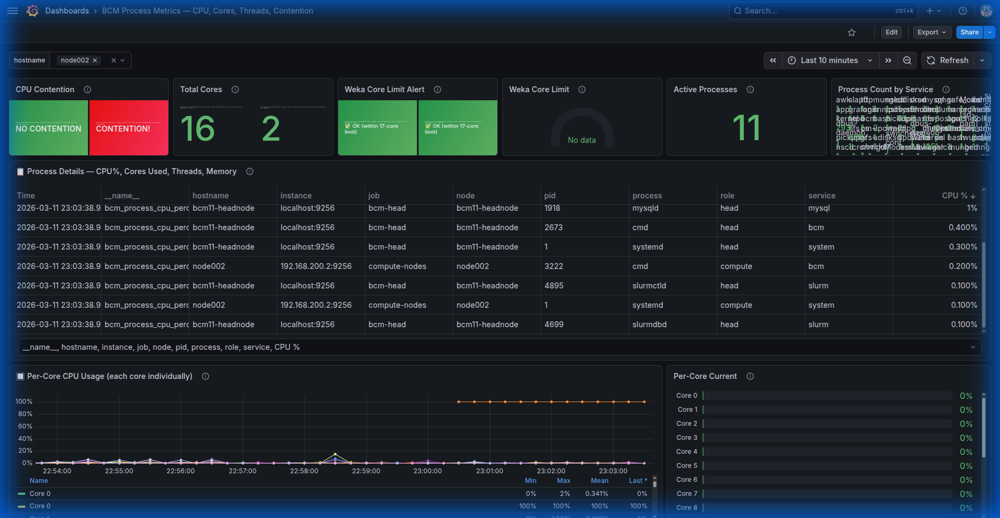 Dashboards › BCM Process Metrics — CPU, Cores, Threads, Contention
Search... ctrl+k
Edit Export Share
hostname node002
Last 10 minutes Refresh
CPU Contention
NO CONTENTION
CONTENTION!
Total Cores
16
2
Weka Core Limit Alert
✅ OK (within 17-core limit)
✅ OK (within 17-core limit)
Weka Core Limit
No data
Active Processes
11
Process Count by Service
📋 Process Details — CPU%, Cores Used, Threads, Memory
Time __name__ hostname instance job node pid process role service CPU % ↓
2026-03-11 23:03:38.9 bcm_process_cpu_perc bcm11-headnode localhost:9256 bcm-head bcm11-headnode 1918 mysqld head mysql 1%
2026-03-11 23:03:38.9 bcm_process_cpu_perc bcm11-headnode localhost:9256 bcm-head bcm11-headnode 2673 cmd head bcm 0.400%
2026-03-11 23:03:38.9 bcm_process_cpu_perc bcm11-headnode localhost:9256 bcm-head bcm11-headnode 1 systemd head system 0.300%
2026-03-11 23:03:38.9 bcm_process_cpu_perc node002 192.168.200.2:9256 compute-nodes node002 3222 cmd compute bcm 0.200%
2026-03-11 23:03:38.9 bcm_process_cpu_perc bcm11-headnode localhost:9256 bcm-head bcm11-headnode 4895 slurmctld head slurm 0.100%
2026-03-11 23:03:38.9 bcm_process_cpu_perc node002 192.168.200.2:9256 compute-nodes node002 1 systemd compute system 0.100%
2026-03-11 23:03:38.9 bcm_process_cpu_perc bcm11-headnode localhost:9256 bcm-head bcm11-headnode 4699 slurmdbd head slurm 0.100%
__name__, hostname, instance, job, node, pid, process, role, service, CPU %
Per-Core CPU Usage (each core individually)
100%
80%
60%
40%
20%
0%
22:54:00 22:55:00 22:56:00 22:57:00 22:58:00 22:59:00 23:00:00 23:01:00 23:02:00 23:03:00
Name Min Max Mean Last *
Core 0 0% 2% 0.341% 0%
Core 0 100% 100% 100% 100%
Per-Core Current
Core 0 0%
Core 1 0%
Core 2 0%
Core 3 0%
Core 4 0%
Core 5 0%
Core 6 0%
Core 7 0%
Core 8 0%